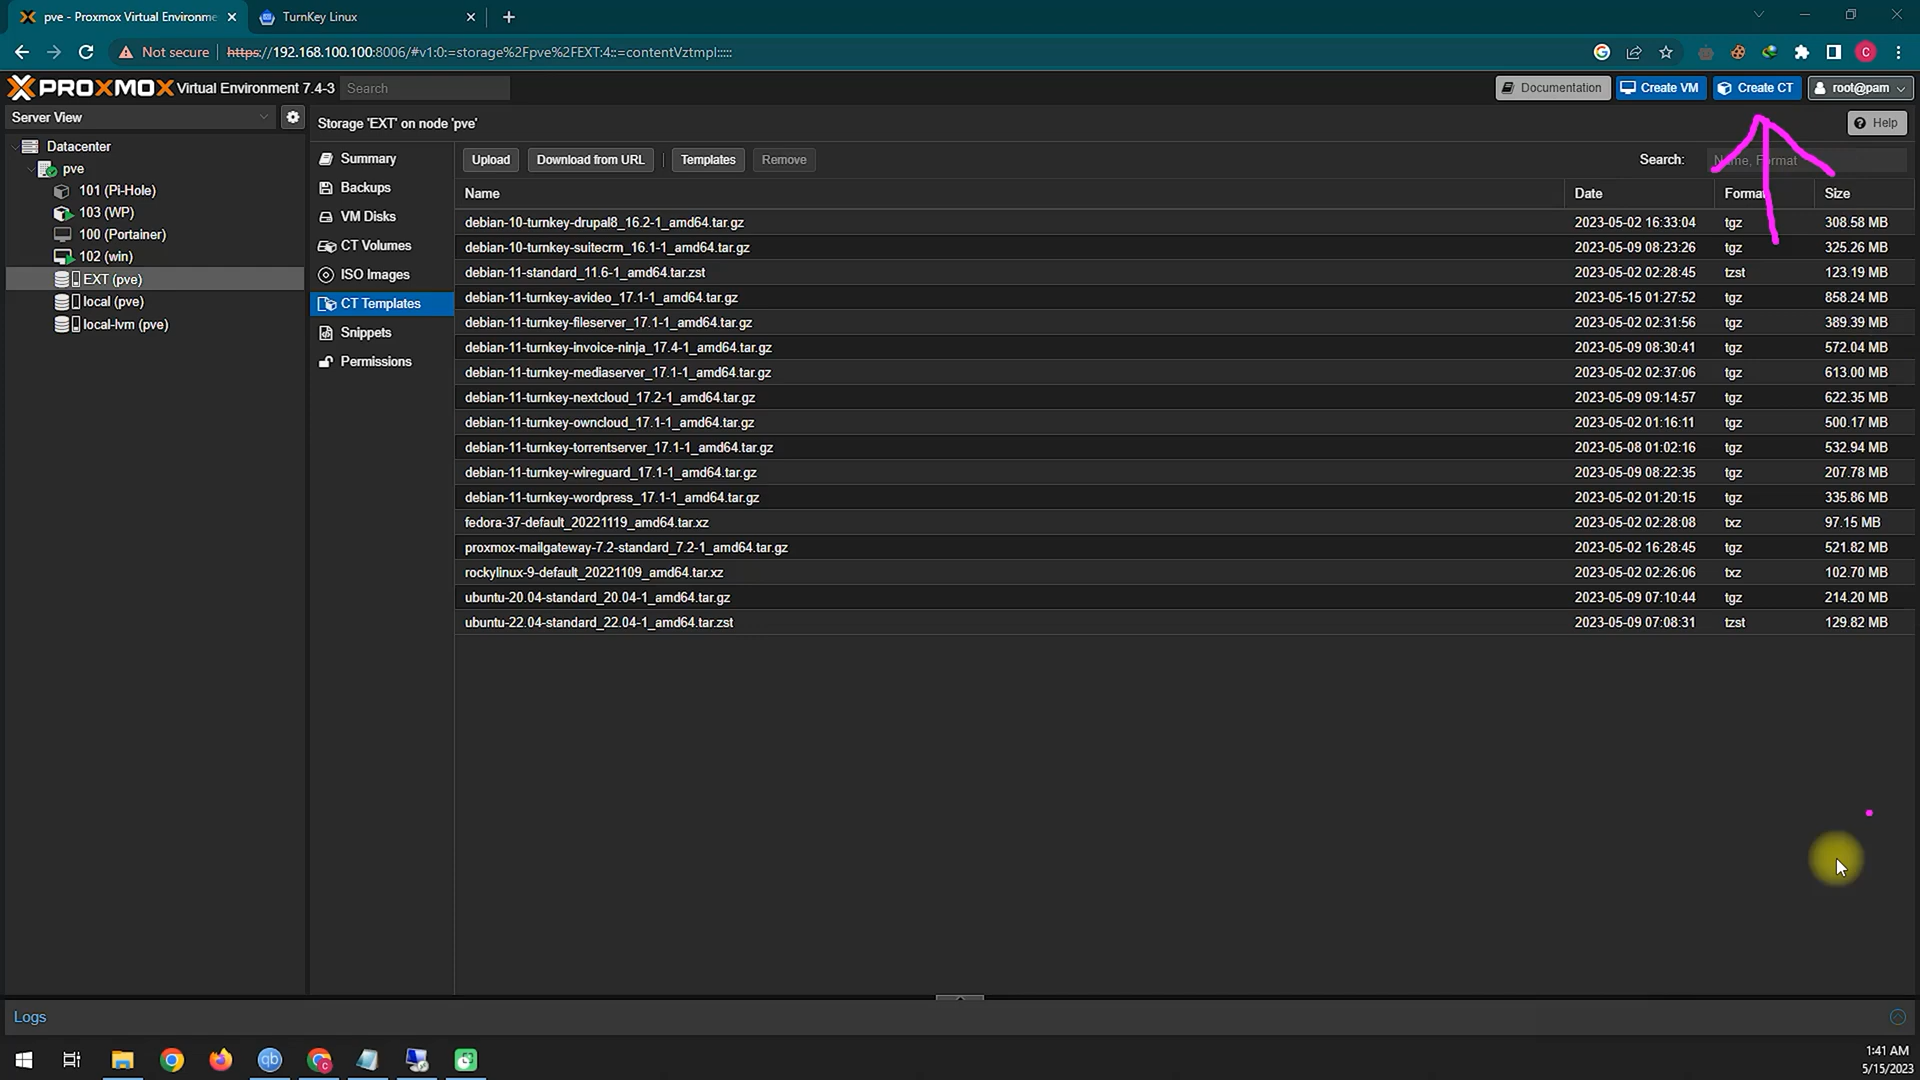 pve - Proxmox Virtual Environme
TurnKey Linux
Not secure
https://192.168.100.100:8006/#v1:0:=storage%2Fpve%2FEXT:4::=contentVztmpl:::::
C
PROXMOX Virtual Environment 7.4-3
Search
Documentation
Create VM
Create CT
root@pam
Server View
Storage 'EXT' on node 'pve'
Help
Datacenter
pve
101 (Pi-Hole)
103 (WP)
100 (Portainer)
102 (win)
EXT (pve)
local (pve)
local-lvm (pve)
Summary
Backups
VM Disks
CT Volumes
ISO Images
CT Templates
Snippets
Permissions
Upload
Download from URL
Templates
Remove
Search:
Name, Format
Name Date Format Size
debian-10-turnkey-drupal8_16.2-1_amd64.tar.gz 2023-05-02 16:33:04 tgz 308.58 MB
debian-10-turnkey-suitecrm_16.1-1_amd64.tar.gz 2023-05-09 08:23:26 tgz 325.26 MB
debian-11-standard_11.6-1_amd64.tar.zst 2023-05-02 02:28:45 tzst 123.19 MB
debian-11-turnkey-avideo_17.1-1_amd64.tar.gz 2023-05-15 01:27:52 tgz 858.24 MB
debian-11-turnkey-fileserver_17.1-1_amd64.tar.gz 2023-05-02 02:31:56 tgz 389.39 MB
debian-11-turnkey-invoice-ninja_17.4-1_amd64.tar.gz 2023-05-09 08:30:41 tgz 572.04 MB
debian-11-turnkey-mediaserver_17.1-1_amd64.tar.gz 2023-05-02 02:37:06 tgz 613.00 MB
debian-11-turnkey-nextcloud_17.2-1_amd64.tar.gz 2023-05-09 09:14:57 tgz 622.35 MB
debian-11-turnkey-owncloud_17.1-1_amd64.tar.gz 2023-05-02 01:16:11 tgz 500.17 MB
debian-11-turnkey-torrentserver_17.1-1_amd64.tar.gz 2023-05-08 01:02:16 tgz 532.94 MB
debian-11-turnkey-wireguard_17.1-1_amd64.tar.gz 2023-05-09 08:22:35 tgz 207.78 MB
debian-11-turnkey-wordpress_17.1-1_amd64.tar.gz 2023-05-02 01:20:15 tgz 335.86 MB
fedora-37-default_20221119_amd64.tar.xz 2023-05-02 02:28:08 txz 97.15 MB
proxmox-mailgateway-7.2-standard_7.2-1_amd64.tar.gz 2023-05-02 16:28:45 tgz 521.82 MB
rockylinux-9-default_20221109_amd64.tar.xz 2023-05-02 02:26:06 txz 102.70 MB
ubuntu-20.04-standard_20.04-1_amd64.tar.gz 2023-05-09 07:10:44 tgz 214.20 MB
ubuntu-22.04-standard_22.04-1_amd64.tar.zst 2023-05-09 07:08:31 tzst 129.82 MB
Logs
qb
1:41 AM
5/15/2023